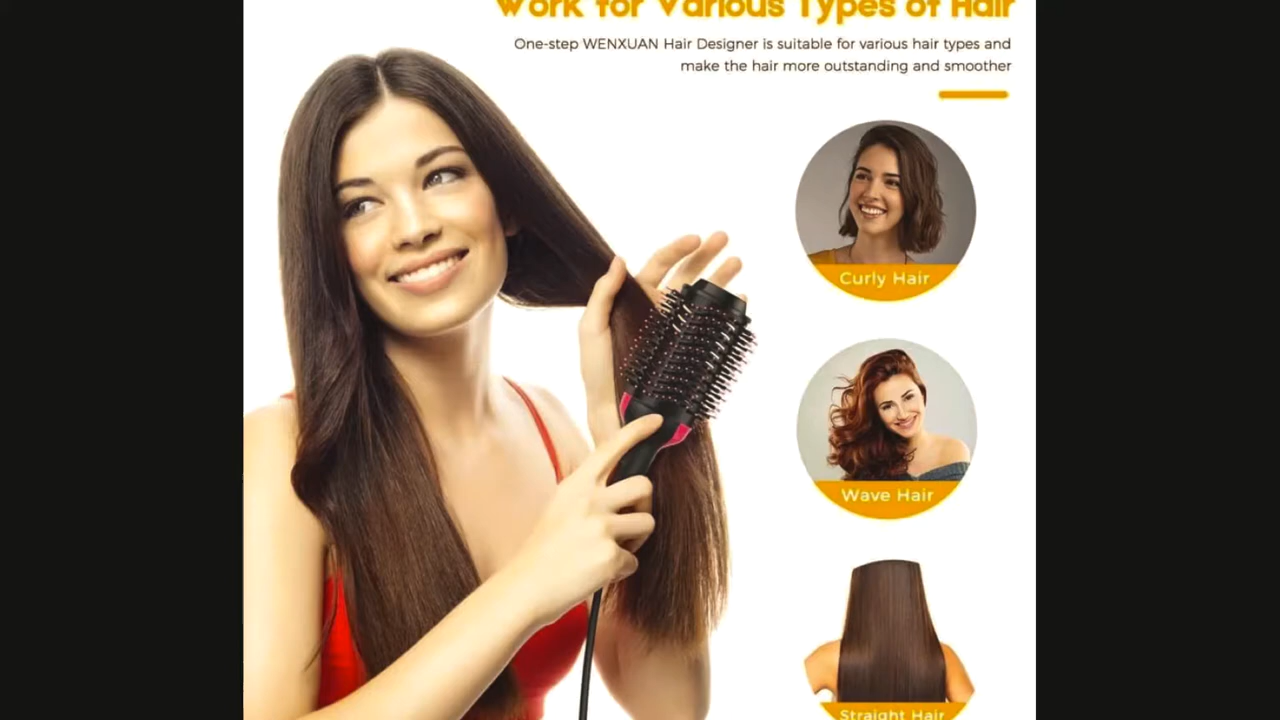 Work for Various Types of Hair
One-step WENXUAN Hair Designer is suitable for various hair types and
make the hair more outstanding and smoother
Curly Hair
Wave Hair
Straight Hair